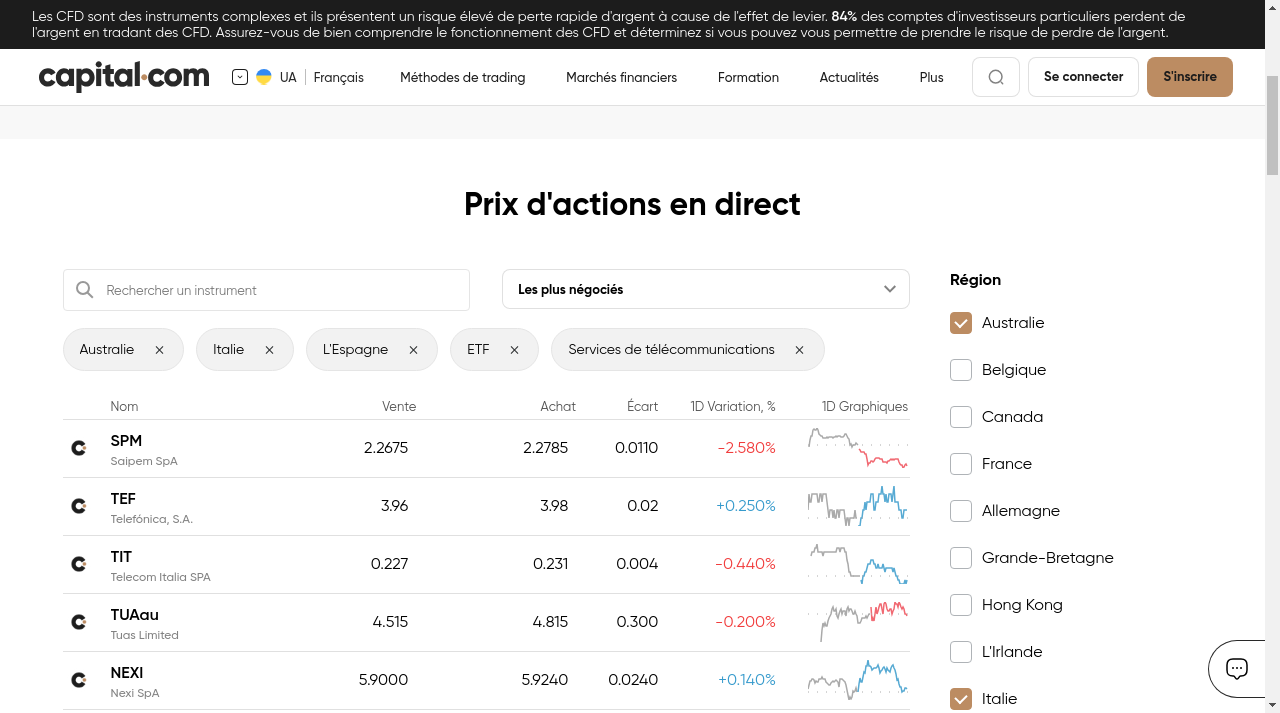 Les CFD sont des instruments complexes et ils présentent un risque élevé de perte rapide d'argent à cause de l'effet de levier. 84% des comptes d'investisseurs particuliers perdent de
l'argent en tradant des CFD. Assurez-vous de bien comprendre le fonctionnement des CFD et déterminez si vous pouvez vous permettre de prendre le risque de perdre de l'argent.
capital.com UA Français Méthodes de trading Marchés financiers Formation Actualités Plus Se connecter S'inscrire
Prix d'actions en direct
Rechercher un instrument Les plus négociés
Australie Italie L'Espagne ETF Services de télécommunications
Nom Vente Achat Écart 1D Variation, % 1D Graphiques
SPM 2.2675 2.2785 0.0110 -2.580%
Saipem SpA
TEF 3.96 3.98 0.02 +0.250%
Telefónica, S.A.
TIT 0.227 0.231 0.004 -0.440%
Telecom Italia SPA
TUAau 4.515 4.815 0.300 -0.200%
Tuas Limited
NEXI 5.9000 5.9240 0.0240 +0.140%
Nexi SpA
Région
Australie
Belgique
Canada
France
Allemagne
Grande-Bretagne
Hong Kong
L'Irlande
Italie